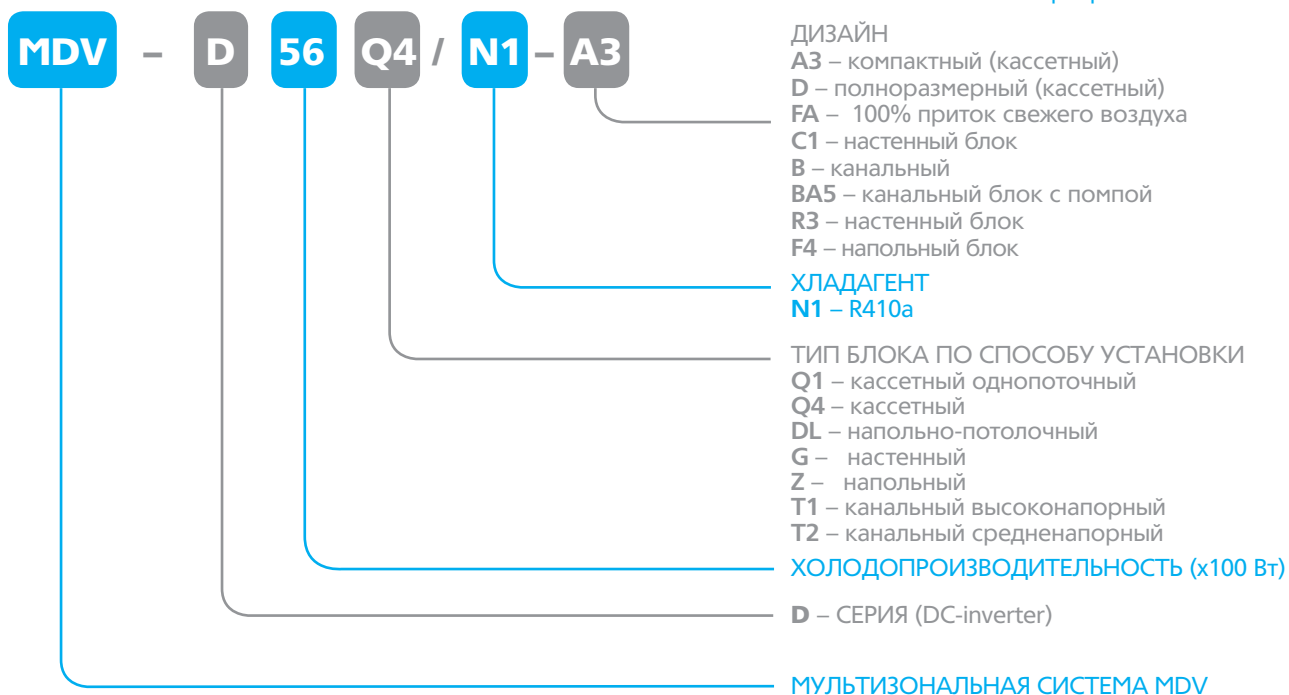 MDV – D 56 Q4 / N1 – A3
ДИЗАЙН
A3 – компактный (кассетный)
D – полноразмерный (кассетный)
FA – 100% приток свежего воздуха
C1 – настенный блок
B – канальный
BA5 – канальный блок с помпой
R3 – настенный блок
F4 – напольный блок
ХЛАДАГЕНТ
N1 – R410a
ТИП БЛОКА ПО СПОСОБУ УСТАНОВКИ
Q1 – кассетный однопоточный
Q4 – кассетный
DL – напольно-потолочный
G – настенный
Z – напольный
T1 – канальный высоконапорный
T2 – канальный средненапорный
ХОЛОДОПРОИЗВОДИТЕЛЬНОСТЬ (х100 Вт)
D – СЕРИЯ (DC-inverter)
МУЛЬТИЗОНАЛЬНАЯ СИСТЕМА MDV